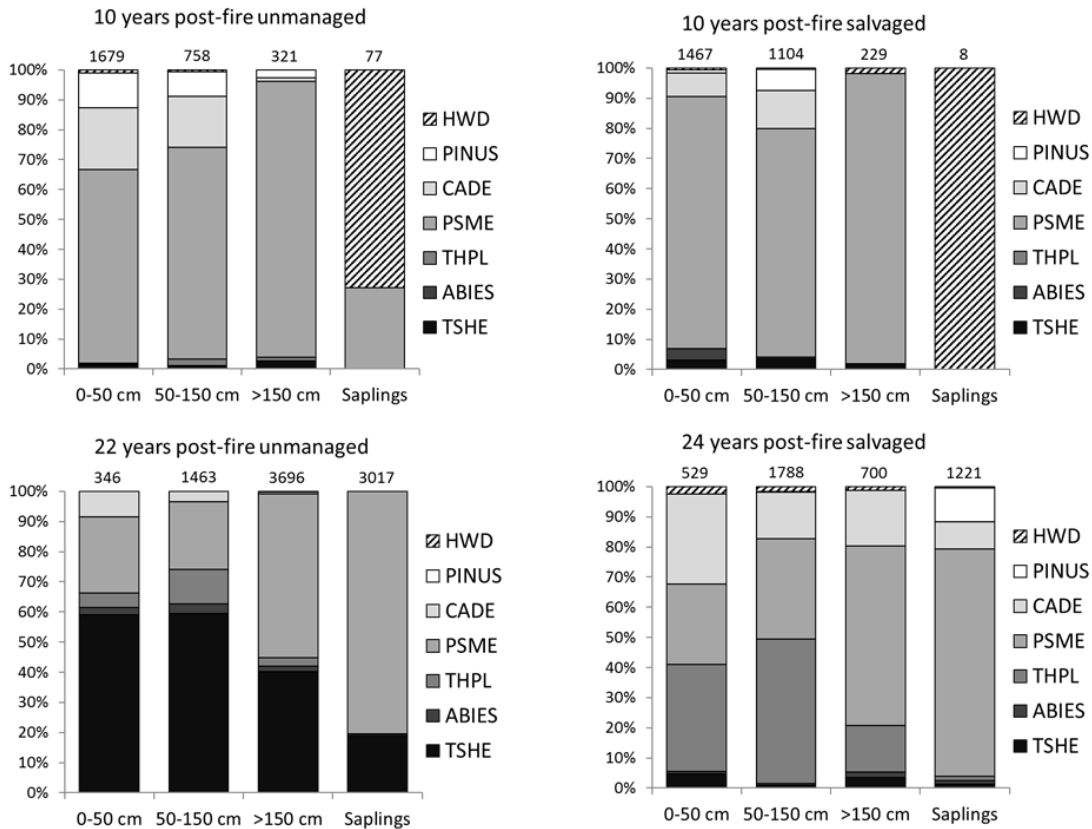 10 years post-fire unmanaged
1679 758 321 77
100%
90%
80%
70%
60%
50%
40%
30%
20%
10%
0%
0-50 cm 50-150 cm >150 cm Saplings
HWD
PINUS
CADE
PSME
THPL
ABIES
TSHE
10 years post-fire salvaged
1467 1104 229 8
100%
90%
80%
70%
60%
50%
40%
30%
20%
10%
0%
0-50 cm 50-150 cm >150 cm Saplings
HWD
PINUS
CADE
PSME
THPL
ABIES
TSHE
22 years post-fire unmanaged
346 1463 3696 3017
100%
90%
80%
70%
60%
50%
40%
30%
20%
10%
0%
0-50 cm 50-150 cm >150 cm Saplings
HWD
PINUS
CADE
PSME
THPL
ABIES
TSHE
24 years post-fire salvaged
529 1788 700 1221
100%
90%
80%
70%
60%
50%
40%
30%
20%
10%
0%
0-50 cm 50-150 cm >150 cm Saplings
HWD
PINUS
CADE
PSME
THPL
ABIES
TSHE